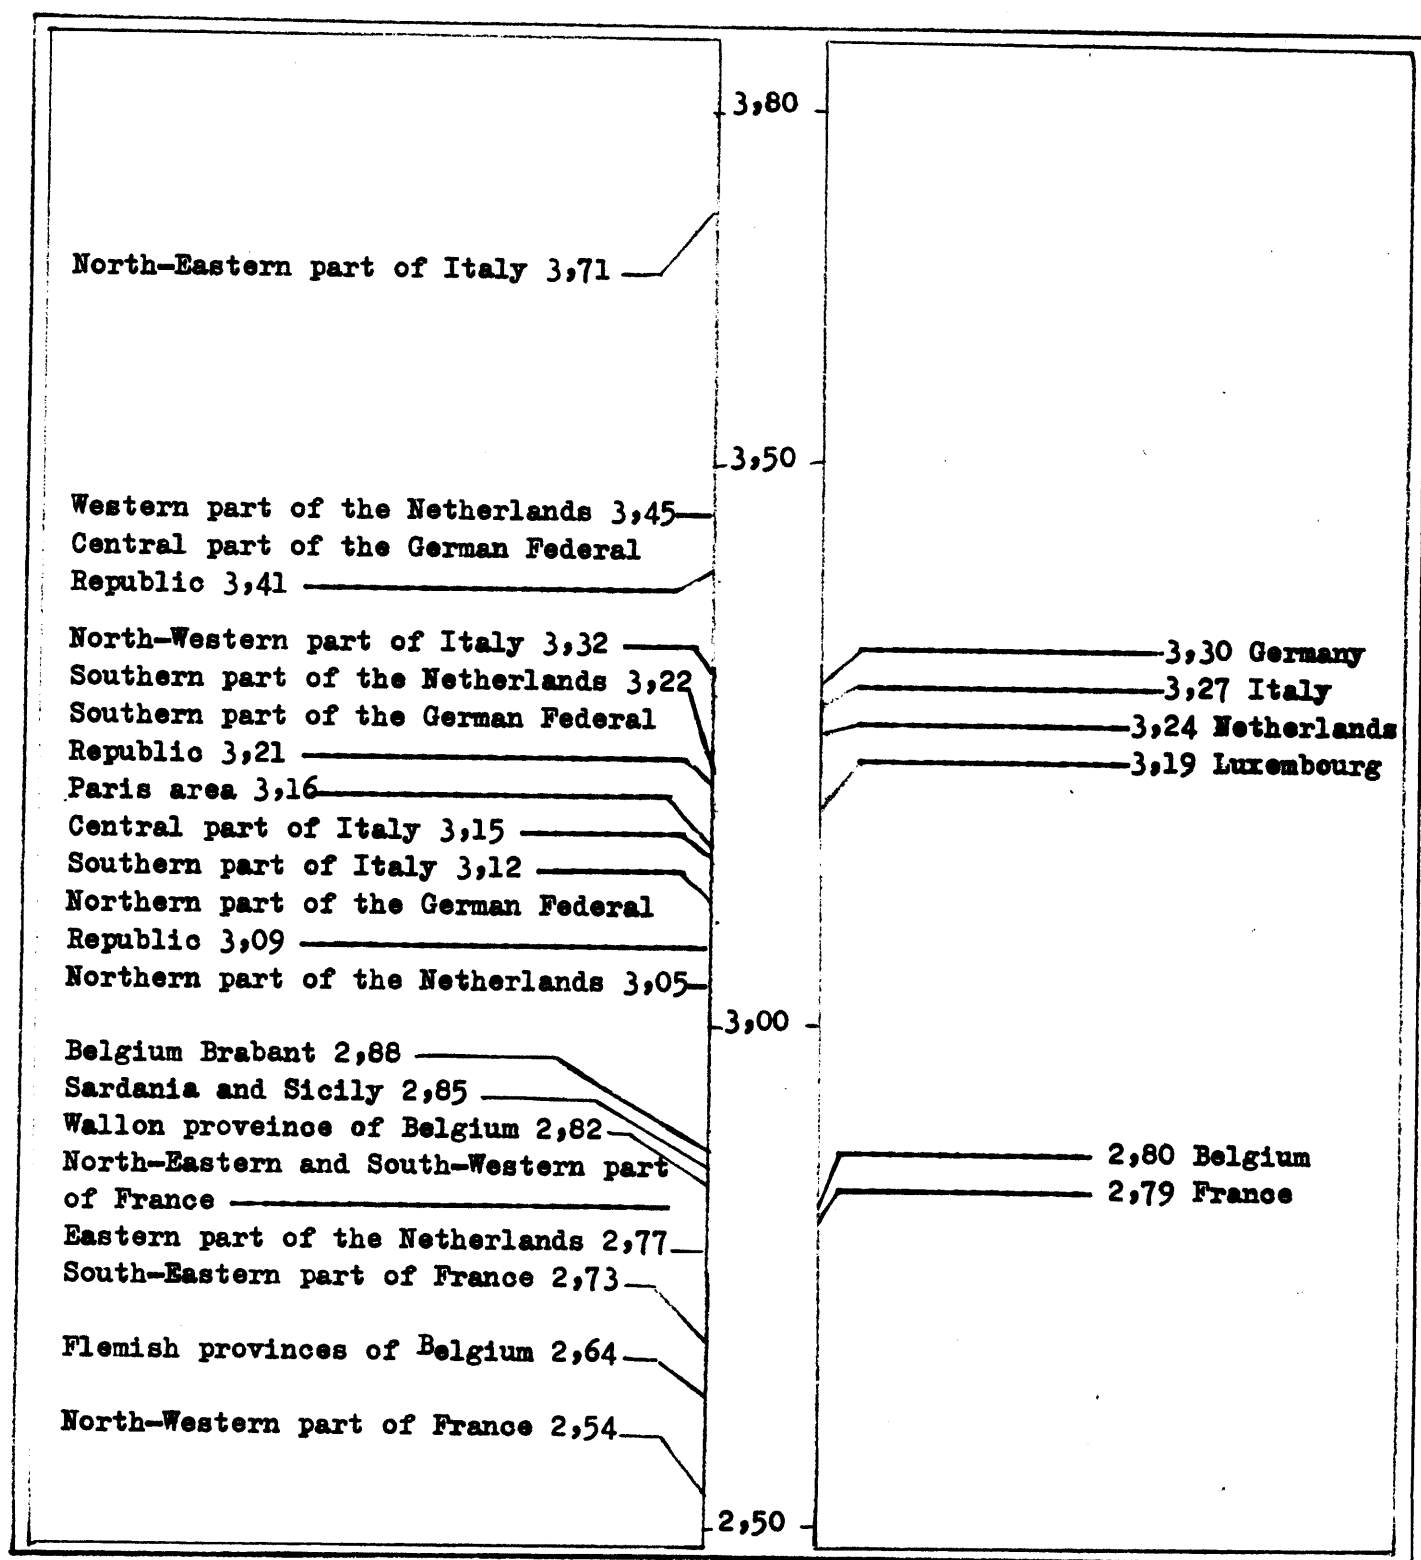 3,80
North-Eastern part of Italy 3,71
3,50
Western part of the Netherlands 3,45
Central part of the German Federal
Republic 3,41
North-Western part of Italy 3,32
Southern part of the Netherlands 3,22
Southern part of the German Federal
Republic 3,21
Paris area 3,16
Central part of Italy 3,15
Southern part of Italy 3,12
Northern part of the German Federal
Republic 3,09
Northern part of the Netherlands 3,05
3,00
Belgium Brabant 2,88
Sardania and Sicily 2,85
Wallon proveince of Belgium 2,82
North-Eastern and South-Western part
of France
Eastern part of the Netherlands 2,77
South-Eastern part of France 2,73
Flemish provinces of Belgium 2,64
North-Western part of France 2,54
2,50
3,30 Germany
3,27 Italy
3,24 Netherlands
3,19 Luxembourg
2,80 Belgium
2,79 France